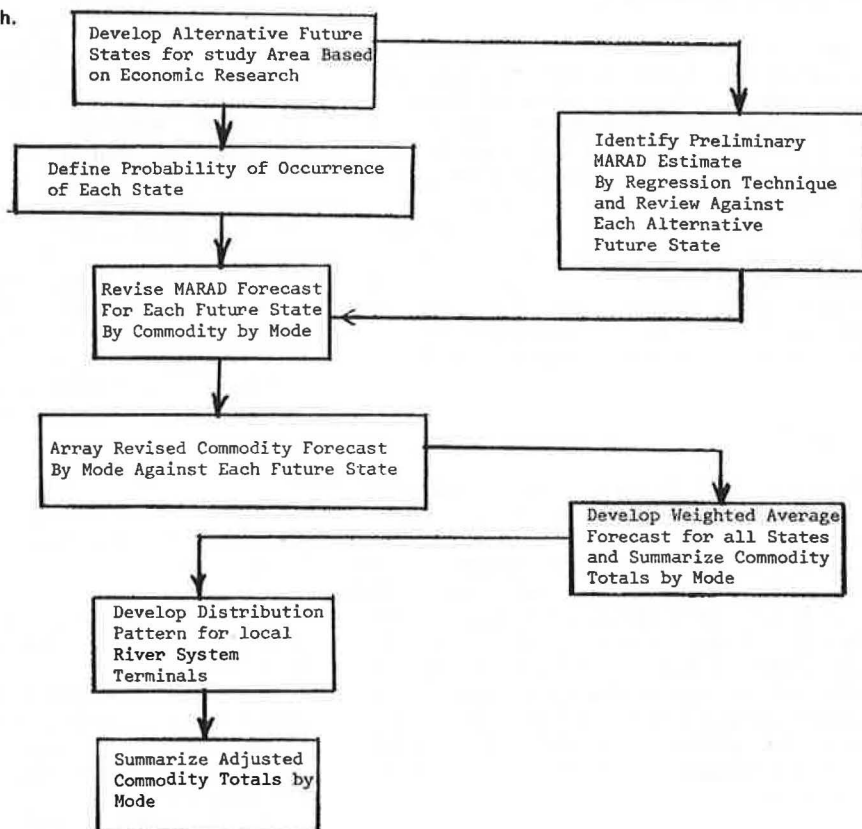 h.
Develop Alternative Future
States for study Area Based
on Economic Research
Identify Preliminary
MARAD Estimate
By Regression Technique
and Review Against
Each Alternative
Future State
Define Probability of Occurrence
of Each State
Revise MARAD Forecast
For Each Future State
By Commodity by Mode
Array Revised Commodity Forecast
By Mode Against Each Future State
Develop Weighted Average
Forecast for all States
and Summarize Commodity
Totals by Mode
Develop Distribution
Pattern for local
River System
Terminals
Summarize Adjusted
Commodity Totals by
Mode